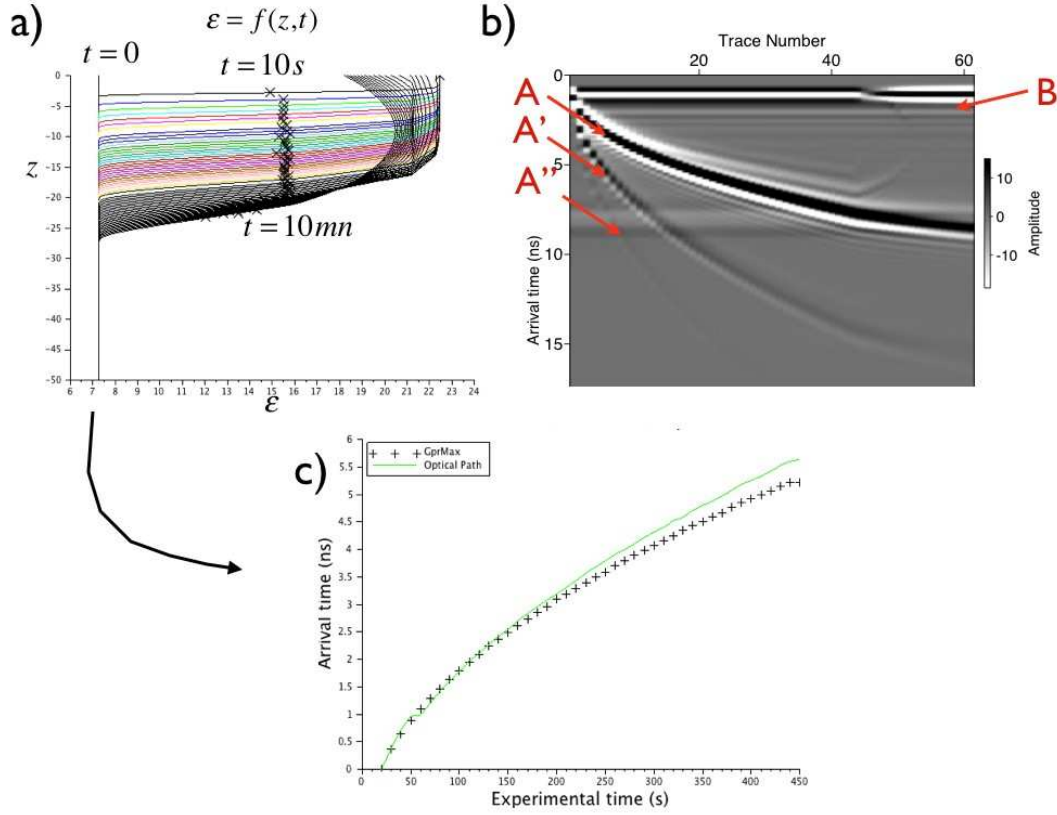 a)
ε = f(z,t)
t = 0
t = 10s
0
-5
-10
-15
-20
-25
-30
-35
-40
-45
-50
z
t = 10mn
6 7 8 9 10 11 12 13 14 15 16 17 18 19 20 21 22 23 24
ε
b)
Trace Number
20 40 60
0
5
10
15
Arrival time (ns)
A
A'
A''
B
10
0
-10
Amplitude
c)
GprMax
Optical Path
6
5.5
5
4.5
4
3.5
3
2.5
2
1.5
1
0.5
0
Arrival time (ns)
0 50 100 150 200 250 300 350 400 450
Experimental time (s)